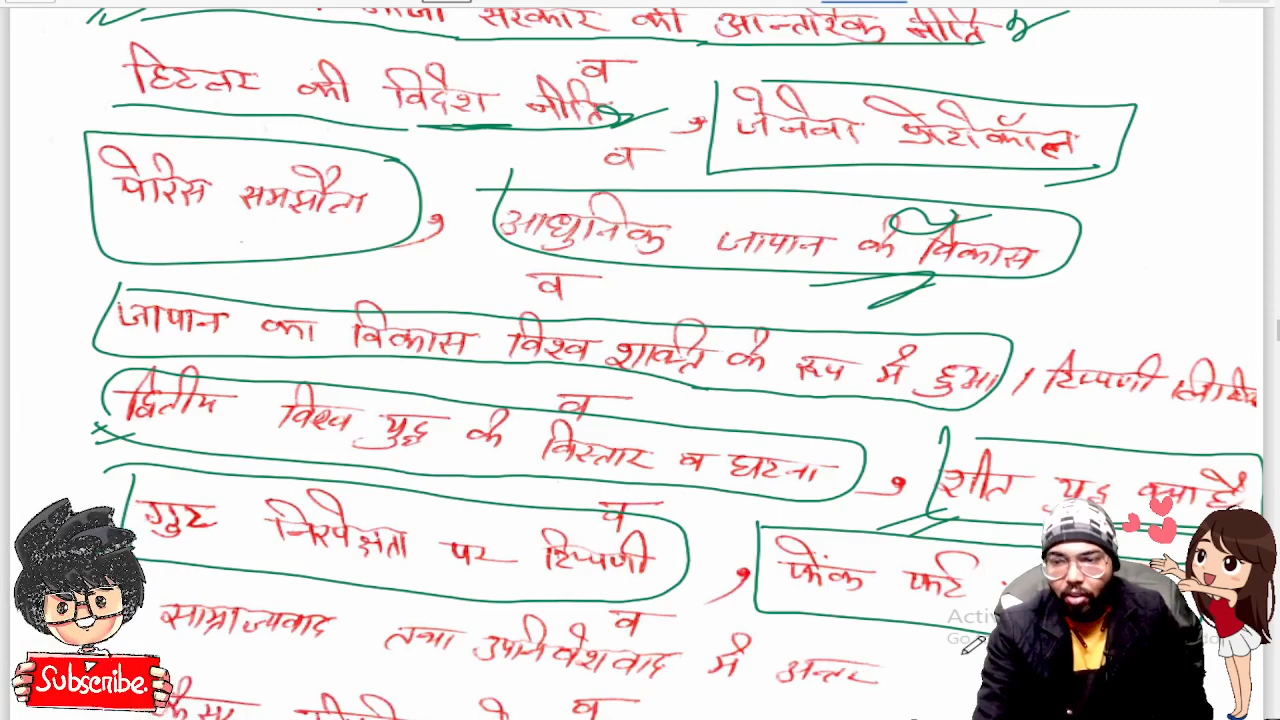 सरकार की आन्तरिक नीति
हिटलर की विदेश नीति, व जेनेवा प्रोटोकॉल
व
पेरिस समझौता, आधुनिक जापान के विकास
व
जापान का विकास विश्व शक्ति के रूप में हुआ / टिप्पणी
व
द्वितीय विश्व युद्ध के विस्तार व घटना, शीत युद्ध क्या है
व
गुट निरपेक्षता पर टिप्पणी, फ्रेंक फर्ट
व
साम्राज्यवाद तथा उपनिवेशवाद में अन्तर
व
Subscribe.